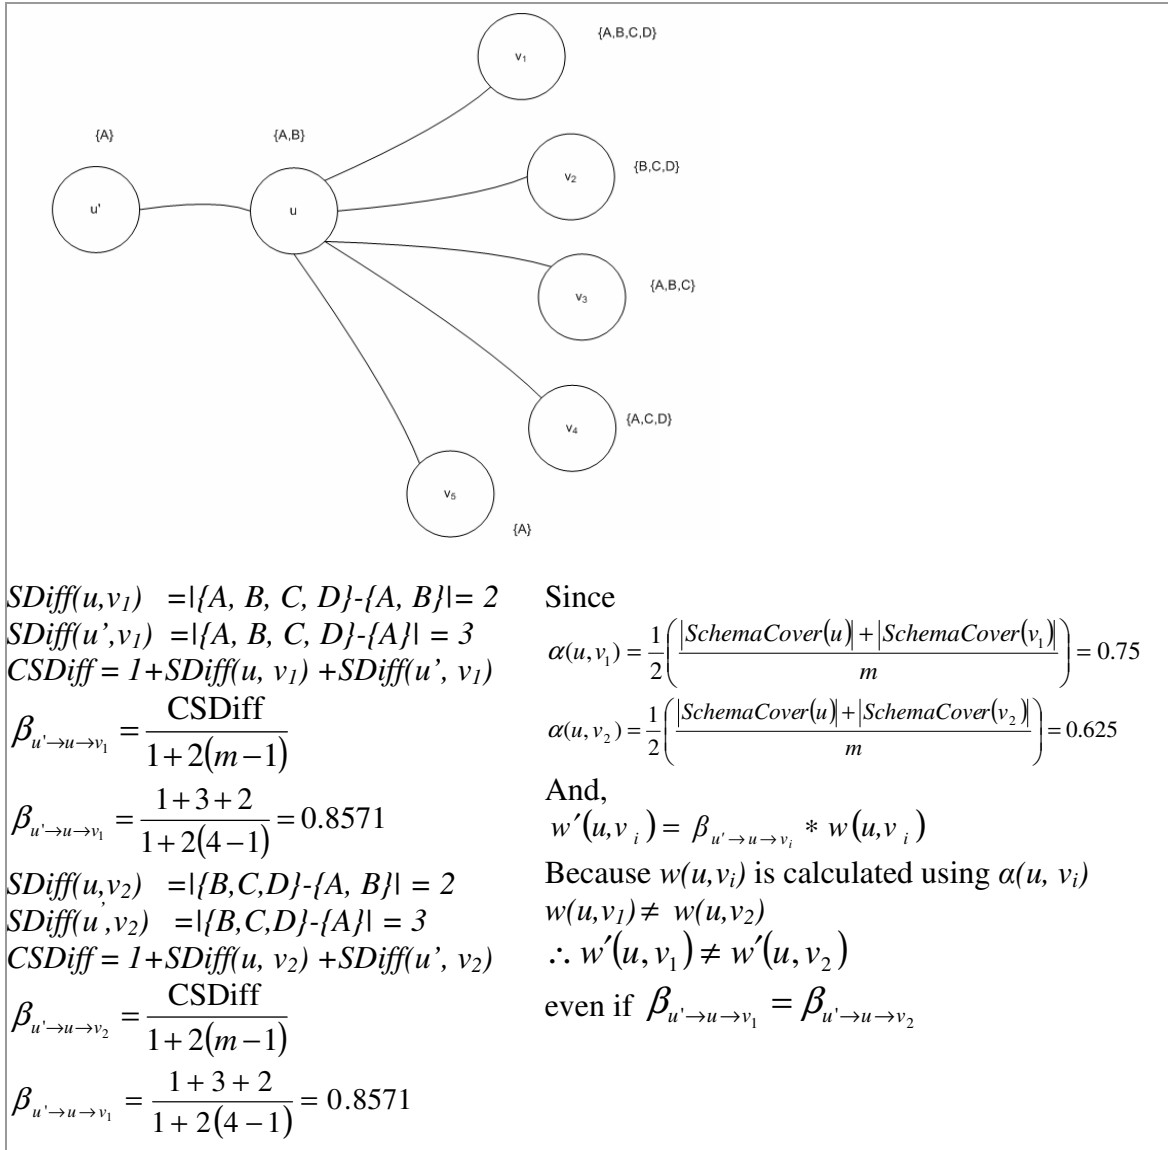 {A,B,C,D}
v₁
{A}
{A,B}
{B,C,D}
v₂
u'
u
{A,B,C}
v₃
{A,C,D}
v₄
v₅
{A}
SDiff(u,v₁) =|{A, B, C, D}-{A, B}|= 2
SDiff(u’,v₁) =|{A, B, C, D}-{A}| = 3
CSDiff = 1+SDiff(u, v₁) +SDiff(u’, v₁)
β_{u'→u→v₁} = CSDiff / (1+2(m−1))
β_{u'→u→v₁} = (1+3+2) / (1+2(4−1)) = 0.8571
SDiff(u,v₂) =|{B,C,D}-{A, B}| = 2
SDiff(u’,v₂) =|{B,C,D}-{A}| = 3
CSDiff = 1+SDiff(u, v₂) +SDiff(u’, v₂)
β_{u'→u→v₂} = CSDiff / (1+2(m−1))
β_{u'→u→v₁} = (1+3+2) / (1+2(4−1)) = 0.8571
Since
α(u,v₁) = 1/2 ( (|SchemaCover(u)|+|SchemaCover(v₁)|) / m ) = 0.75
α(u,v₂) = 1/2 ( (|SchemaCover(u)|+|SchemaCover(v₂)|) / m ) = 0.625
And,
w′(u,v ᵢ) = β_{u'→u→vᵢ} * w(u,v ᵢ)
Because w(u,vᵢ) is calculated using α(u, vᵢ)
w(u,v₁)≠ w(u,v₂)
∴ w′(u,v₁) ≠ w′(u,v₂)
even if β_{u'→u→v₁} = β_{u'→u→v₂}